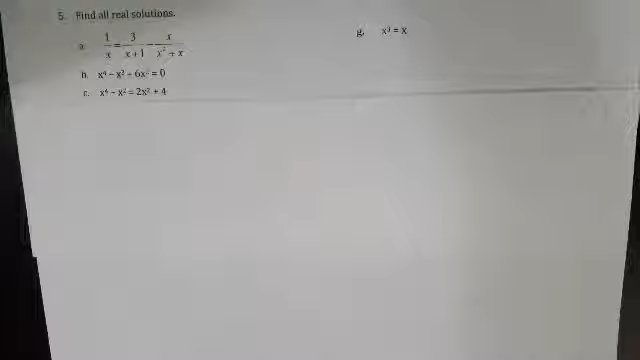 5. Find all real solutions.
a. 1/x = 3/(x+1) − x/(x²+x)
b. x⁴ − x³ − 6x² = 0
c. x⁴ − x² = 2x² + 4
g. x³ = x